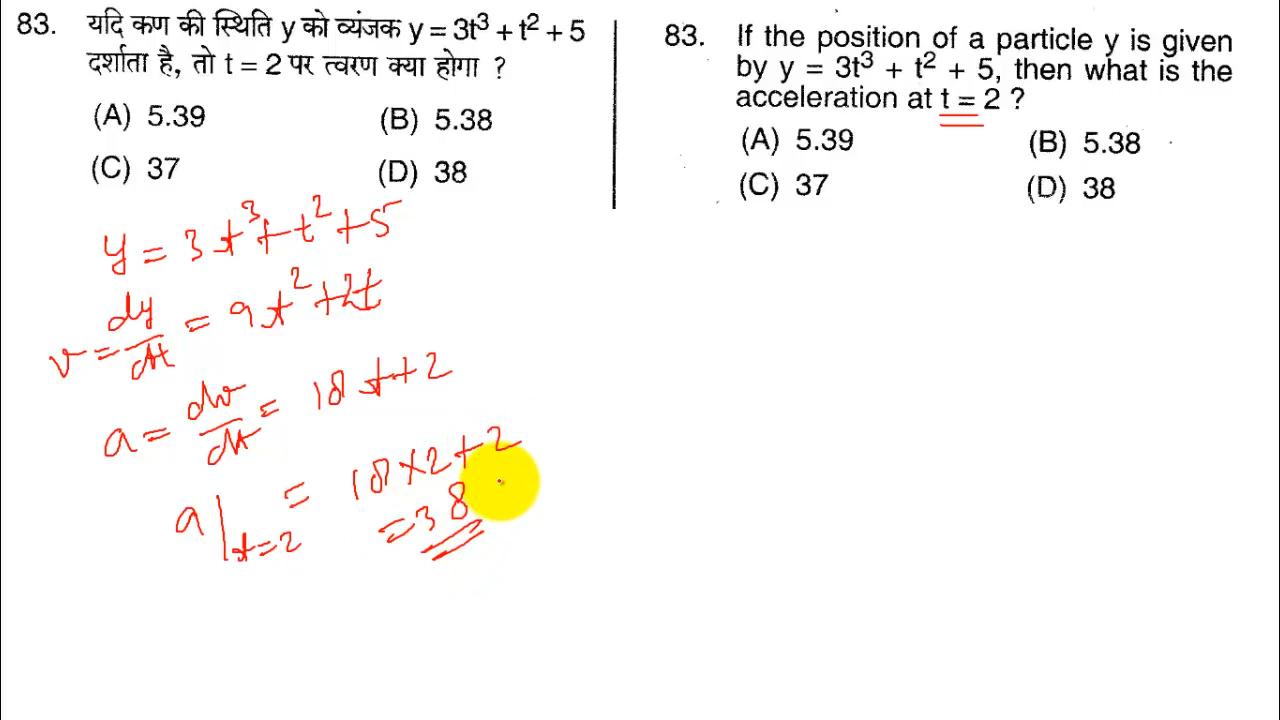 83. यदि कण की स्थिति y को व्यंजक y = 3t³ + t² + 5
दर्शाता है, तो t = 2 पर त्वरण क्या होगा ?
(A) 5.39 (B) 5.38
(C) 37 (D) 38
83. If the position of a particle y is given
by y = 3t³ + t² + 5, then what is the
acceleration at t = 2 ?
(A) 5.39 (B) 5.38
(C) 37 (D) 38
y = 3t³ + t² + 5
v = dy/dt = 9t² + 2t
a = dv/dt = 18t + 2
a|t=2 = 18×2+2
= 38